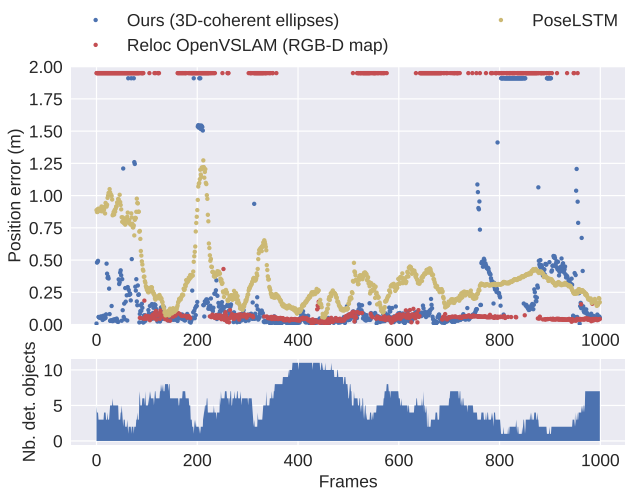 Ours (3D-coherent ellipses)
PoseLSTM
Reloc OpenVSLAM (RGB-D map)
Position error (m)
2.00
1.75
1.50
1.25
1.00
0.75
0.50
0.25
0.00
0 200 400 600 800 1000
Nb. det. objects
10
5
0
0 200 400 600 800 1000
Frames